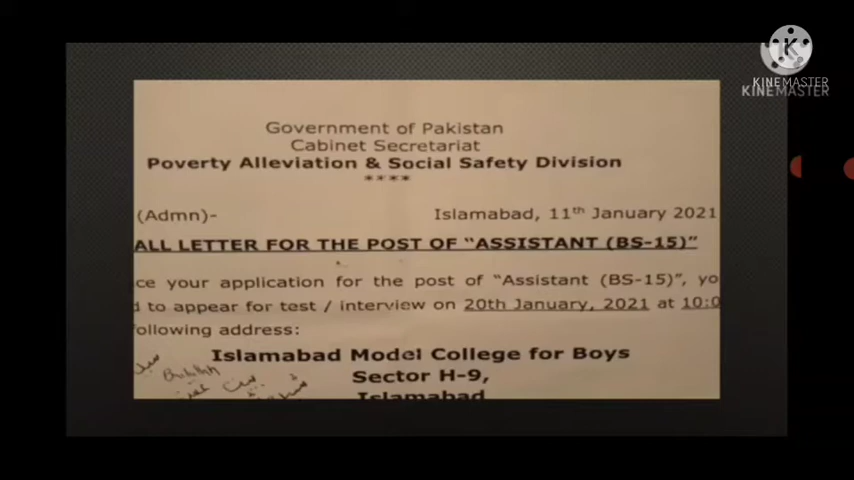 KINEMASTER
KINEMASTER
Government of Pakistan
Cabinet Secretariat
Poverty Alleviation & Social Safety Division
****
(Admn)-
Islamabad, 11th January 2021
ALL LETTER FOR THE POST OF "ASSISTANT (BS-15)"
ce your application for the post of "Assistant (BS-15)", yo
d to appear for test / interview on 20th January, 2021 at 10:0
following address:
Islamabad Model College for Boys
Sector H-9,
Islamabad